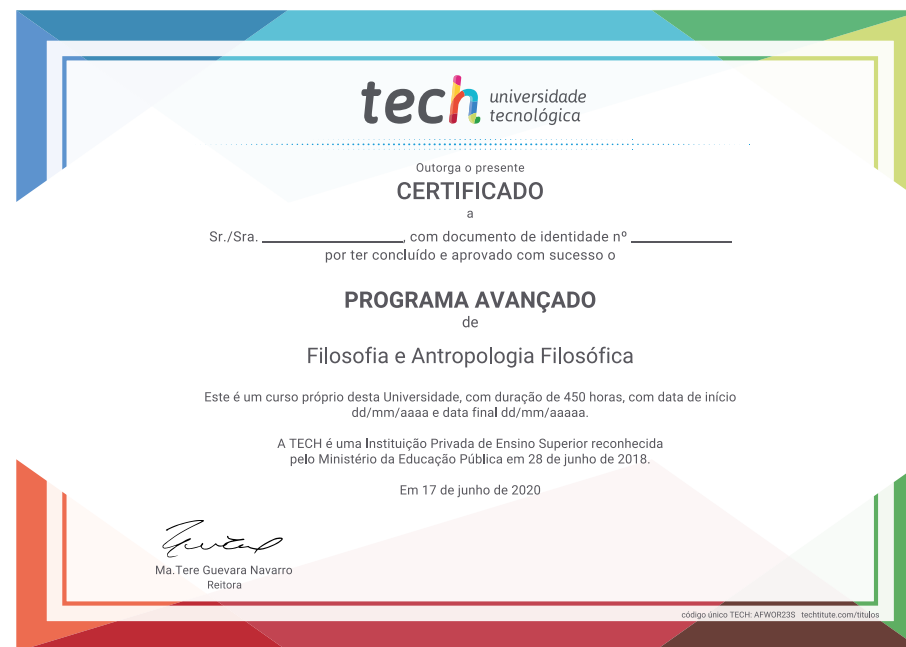 tech universidade
tecnológica
Outorga o presente
CERTIFICADO
a
Sr./Sra. ________________, com documento de identidade nº ____________
por ter concluído e aprovado com sucesso o
PROGRAMA AVANÇADO
de
Filosofia e Antropologia Filosófica
Este é um curso próprio desta Universidade, com duração de 450 horas, com data de início
dd/mm/aaaa e data final dd/mm/aaaaa.
A TECH é uma Instituição Privada de Ensino Superior reconhecida
pelo Ministério da Educação Pública em 28 de junho de 2018.
Em 17 de junho de 2020
Ma.Tere Guevara Navarro
Reitora
código único TECH: AFWOR23S techtitute.com/titulos